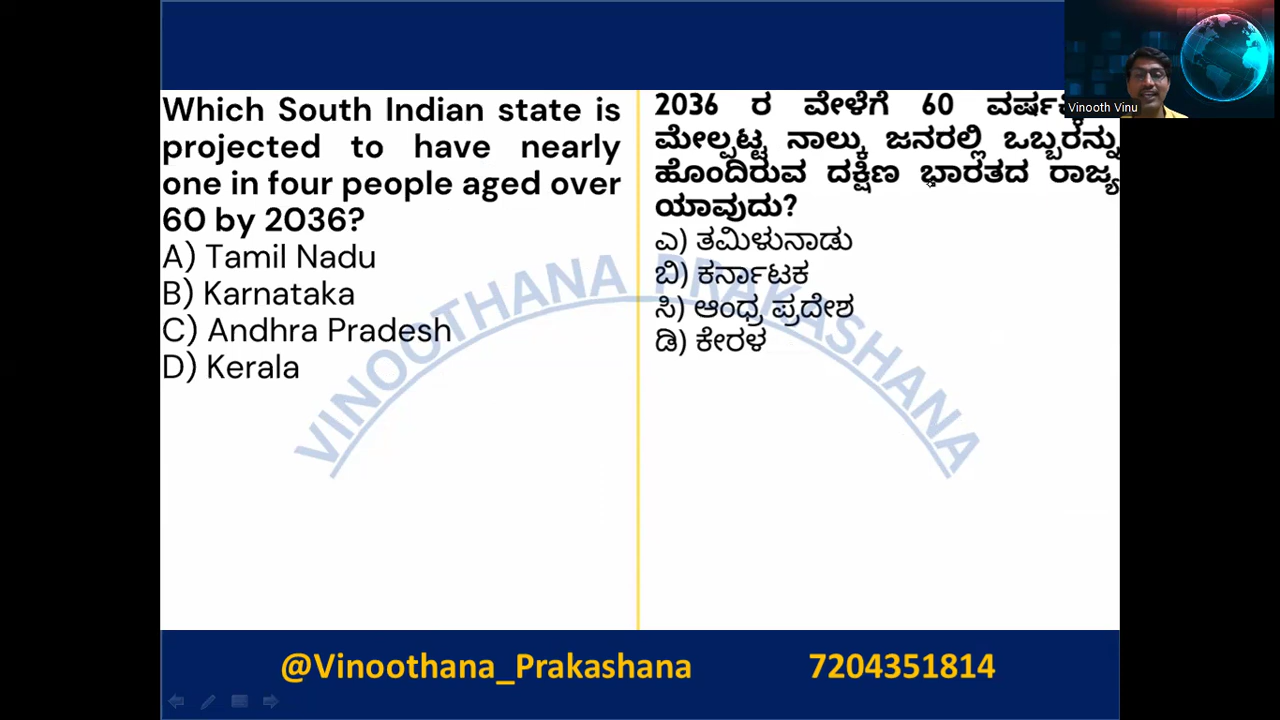 Which South Indian state is
projected to have nearly
one in four people aged over
60 by 2036?
A) Tamil Nadu
B) Karnataka
C) Andhra Pradesh
D) Kerala
2036 ರ ವೇಳೆಗೆ 60
ಮೇಲ್ಪಟ್ಟ ನಾಲ್ಕು ಜನರಲ್ಲಿ ಒಬ್ಬರನ್ನು
ಹೊಂದಿರುವ ದಕ್ಷಿಣ ಭಾರತದ ರಾಜ್ಯ
ಯಾವುದು?
ಎ) ತಮಿಳುನಾಡು
ಬಿ) ಕರ್ನಾಟಕ
ಸಿ) ಆಂಧ್ರ ಪ್ರದೇಶ
ಡಿ) ಕೇರಳ
VINOOTHANA PRAKASHANA
Vinooth Vinu
@Vinoothana_Prakashana 7204351814